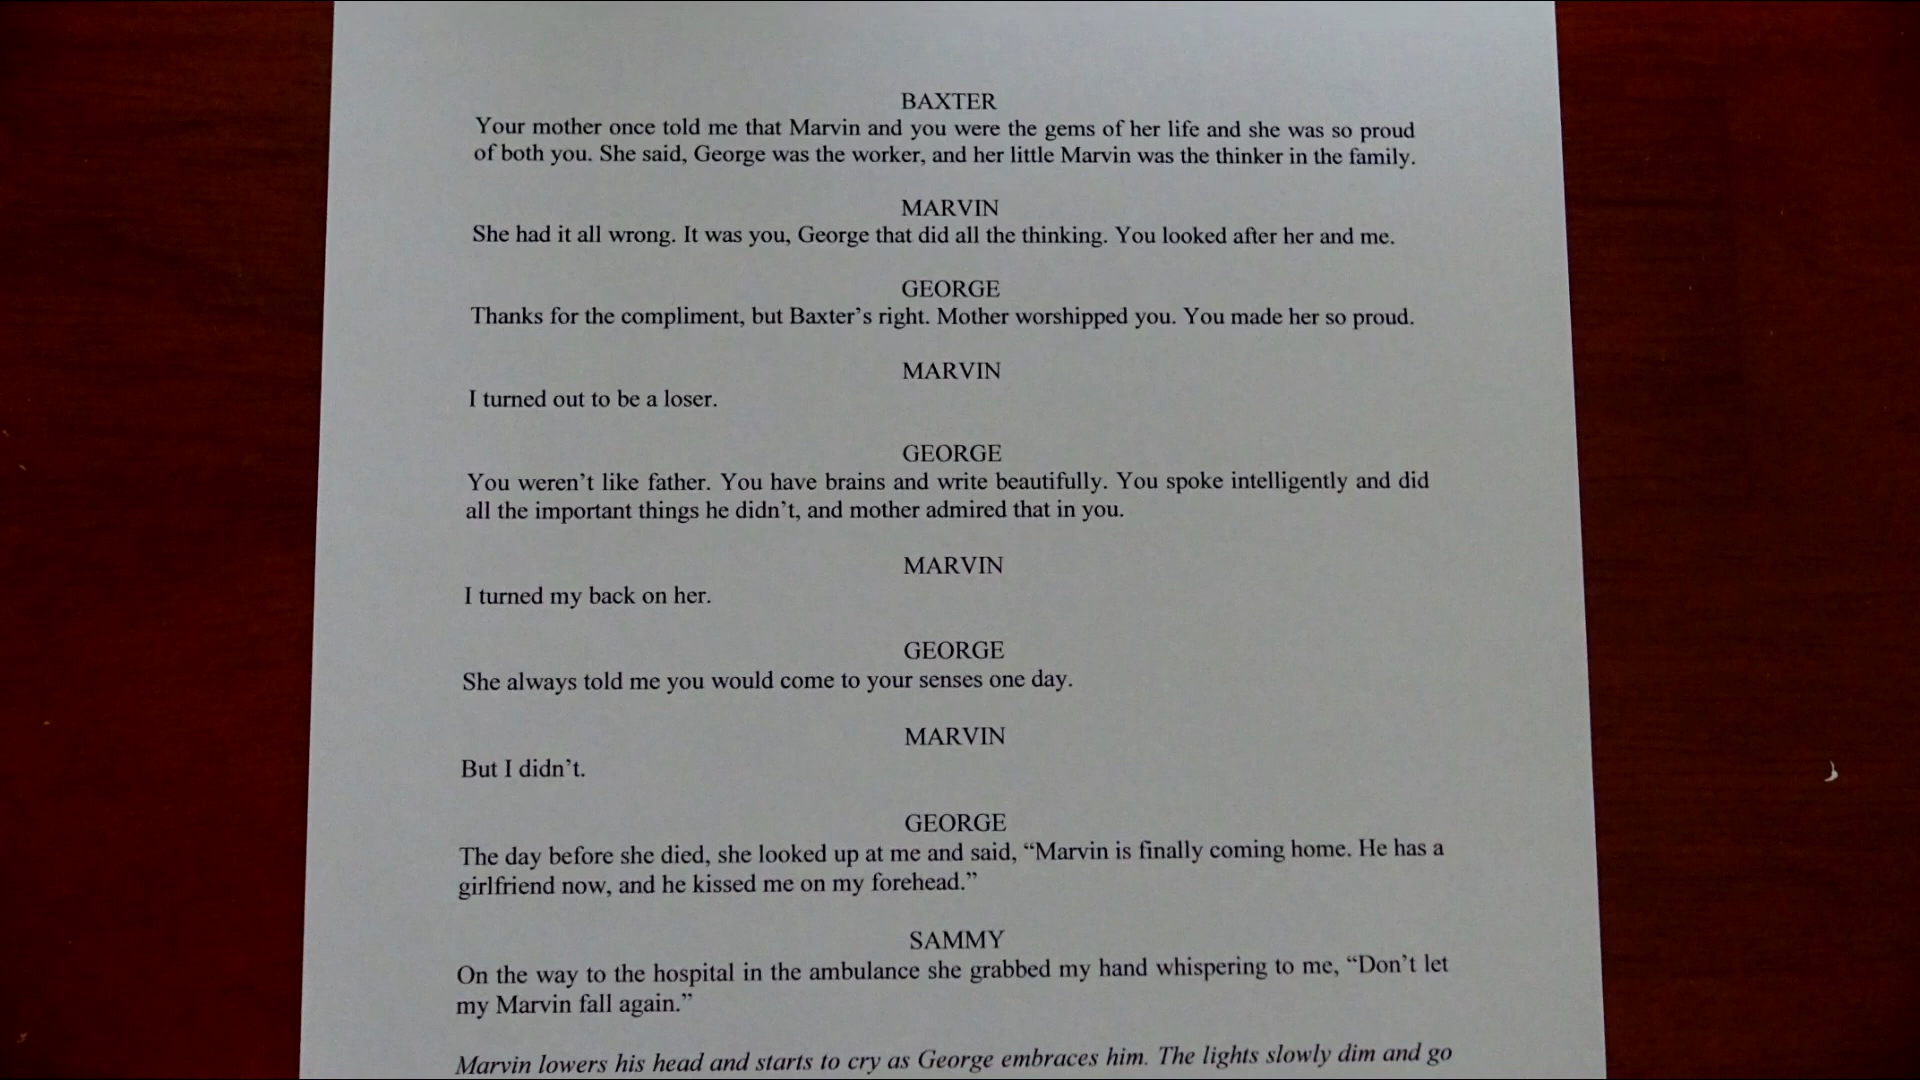 BAXTER
Your mother once told me that Marvin and you were the gems of her life and she was so proud
of both you. She said, George was the worker, and her little Marvin was the thinker in the family.
MARVIN
She had it all wrong. It was you, George that did all the thinking. You looked after her and me.
GEORGE
Thanks for the compliment, but Baxter’s right. Mother worshipped you. You made her so proud.
MARVIN
I turned out to be a loser.
GEORGE
You weren’t like father. You have brains and write beautifully. You spoke intelligently and did
all the important things he didn’t, and mother admired that in you.
MARVIN
I turned my back on her.
GEORGE
She always told me you would come to your senses one day.
MARVIN
But I didn’t.
GEORGE
The day before she died, she looked up at me and said, “Marvin is finally coming home. He has a
girlfriend now, and he kissed me on my forehead.”
SAMMY
On the way to the hospital in the ambulance she grabbed my hand whispering to me, “Don’t let
my Marvin fall again.”
Marvin lowers his head and starts to cry as George embraces him. The lights slowly dim and go